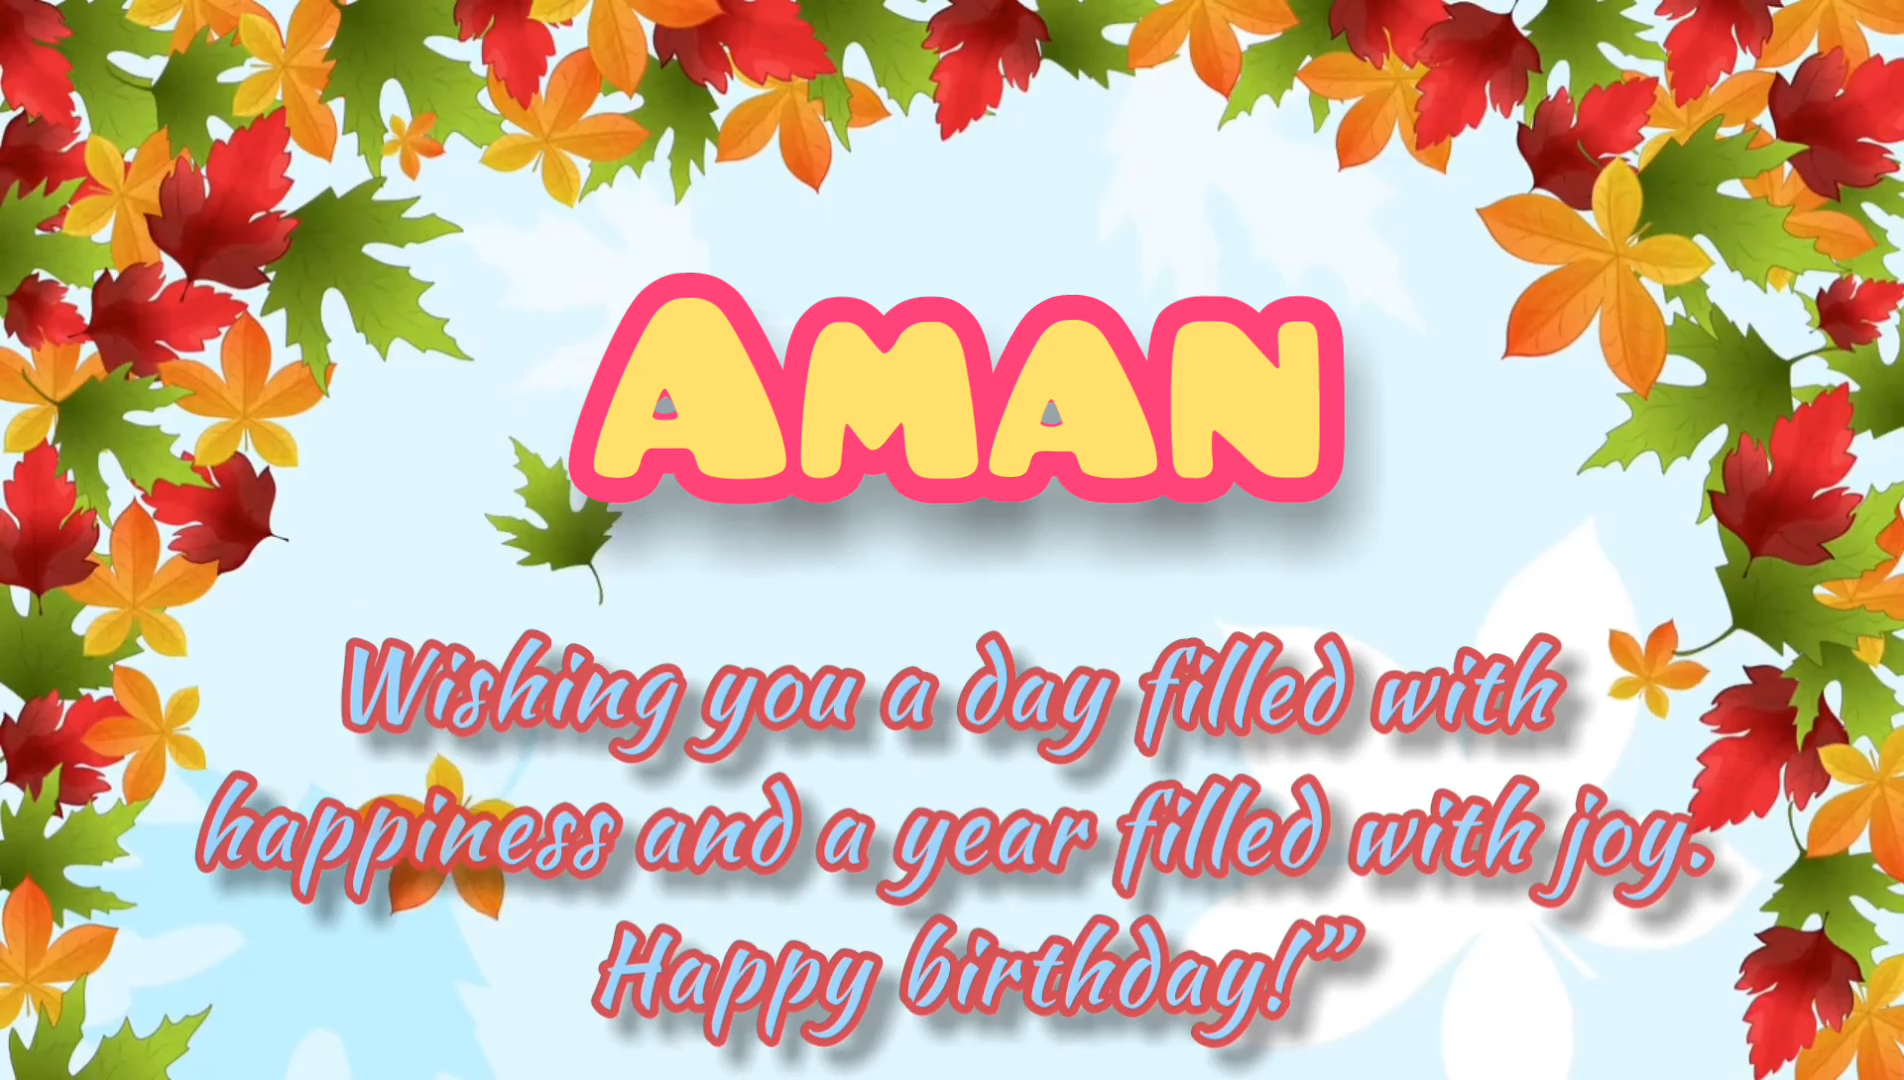 Aman
Wishing you a day filled with
happiness and a year filled with joy.
Happy birthday!”